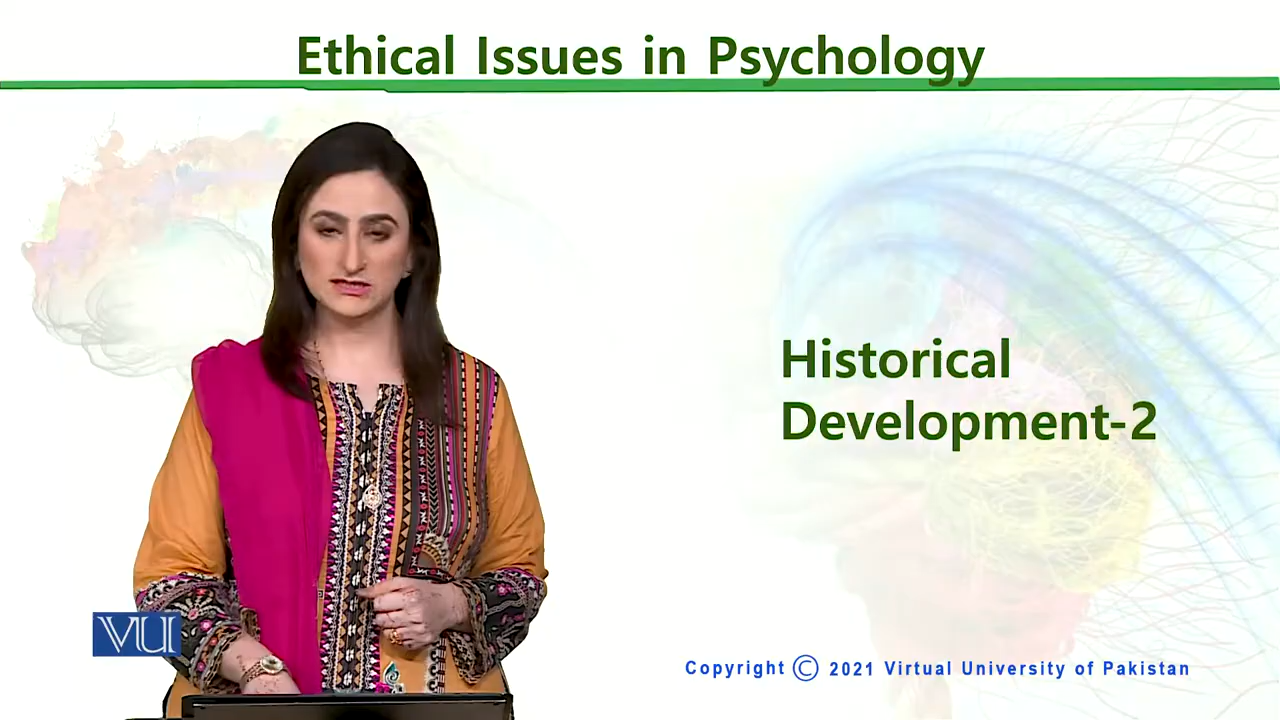 Ethical Issues in Psychology
Historical
Development-2
VU
Copyright © 2021 Virtual University of Pakistan